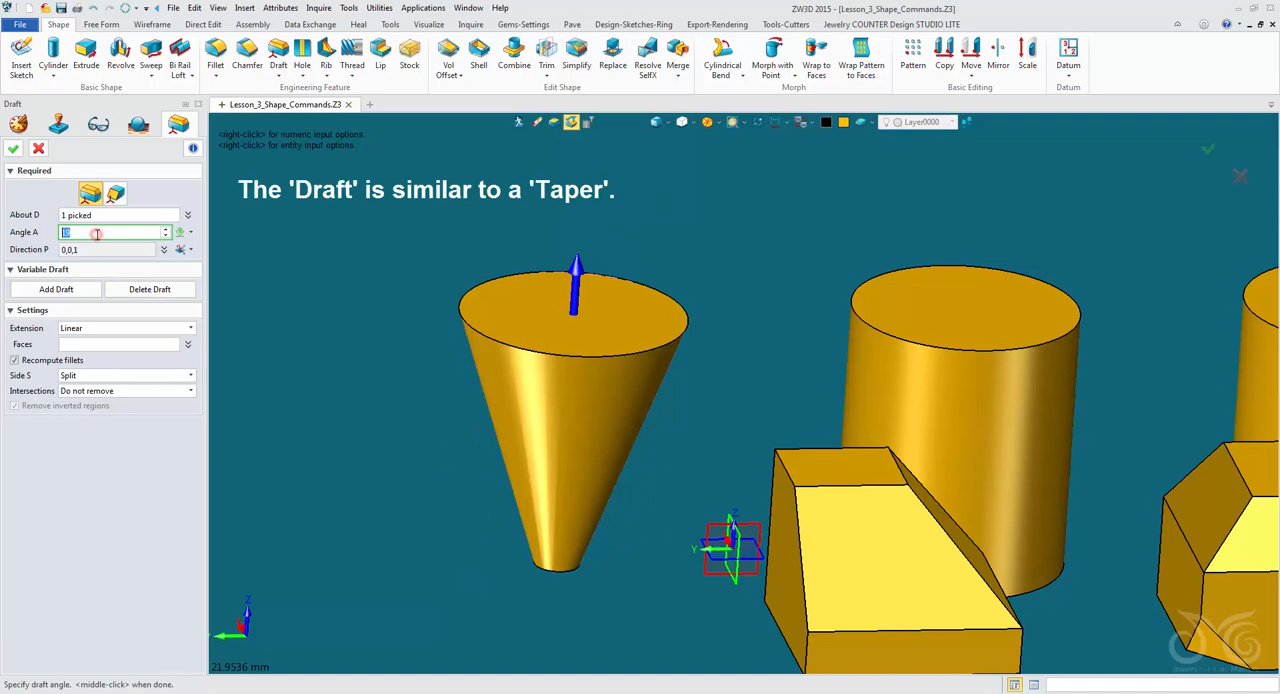 File Edit View Insert Attributes Inquire Tools Utilities Applications Window Help
ZW3D 2015 - [Lesson_3_Shape_Commands.Z3]
File Shape Free Form Wireframe Direct Edit Assembly Data Exchange Heal Tools Visualize Inquire Gems-Settings Pave Design-Sketches-Ring Export-Rendering Tools-Cutters Jewelry COUNTER Design STUDIO LITE
Insert Sketch Cylinder Extrude Revolve Sweep Bi Rail Loft Fillet Chamfer Draft Hole Rib Thread Lip Stock Vol Offset Shell Combine Trim Simplify Replace Resolve SelfX Merge Cylindrical Bend Morph with Point Wrap to Faces Wrap Pattern to Faces Pattern Copy Move Mirror Scale Datum
Basic Shape Engineering Feature Edit Shape Morph Basic Editing Datum
Draft
Lesson_3_Shape_Commands.Z3
Layer0000
<right-click> for numeric input options.
<right-click> for entity input options.
Required
The 'Draft' is similar to a 'Taper'.
About D 1 picked
Angle A
Direction P 0,0,1
Variable Draft
Add Draft Delete Draft
Settings
Extension Linear
Faces
Recompute fillets
Side S Split
Intersections Do not remove
Remove inverted regions
Z
Y
Z
21.9536 mm
Specify draft angle. <middle-click> when done.